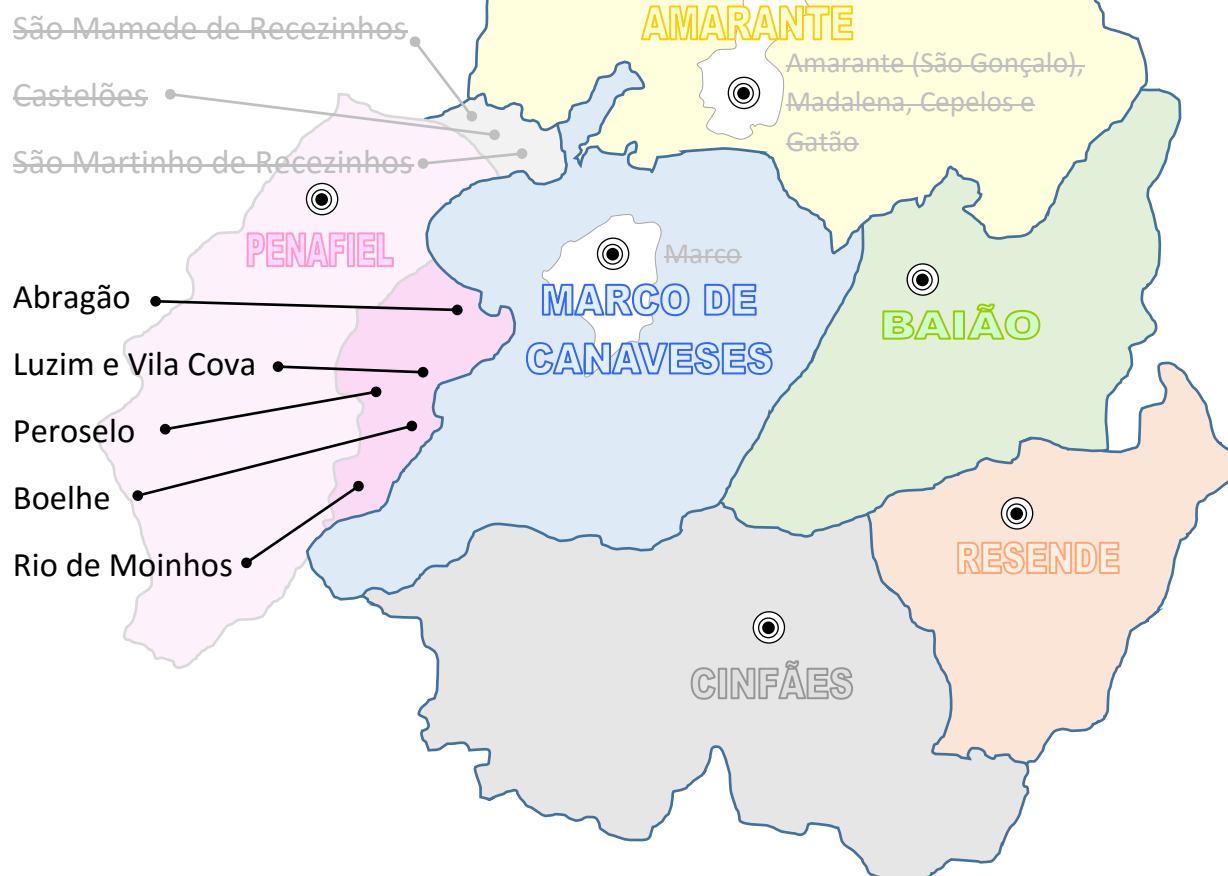 AMARANTE
São Mamede de Recezinhos
Castelões
São Martinho de Recezinhos
Amarante (São Gonçalo),
Madalena, Cepelos e
Gatão
PENAFIEL
Marco
MARCO DE
CANAVESES
BAIÃO
Abragão
Luzim e Vila Cova
Peroselo
Boelhe
Rio de Moinhos
RESENDE
CINFÃES